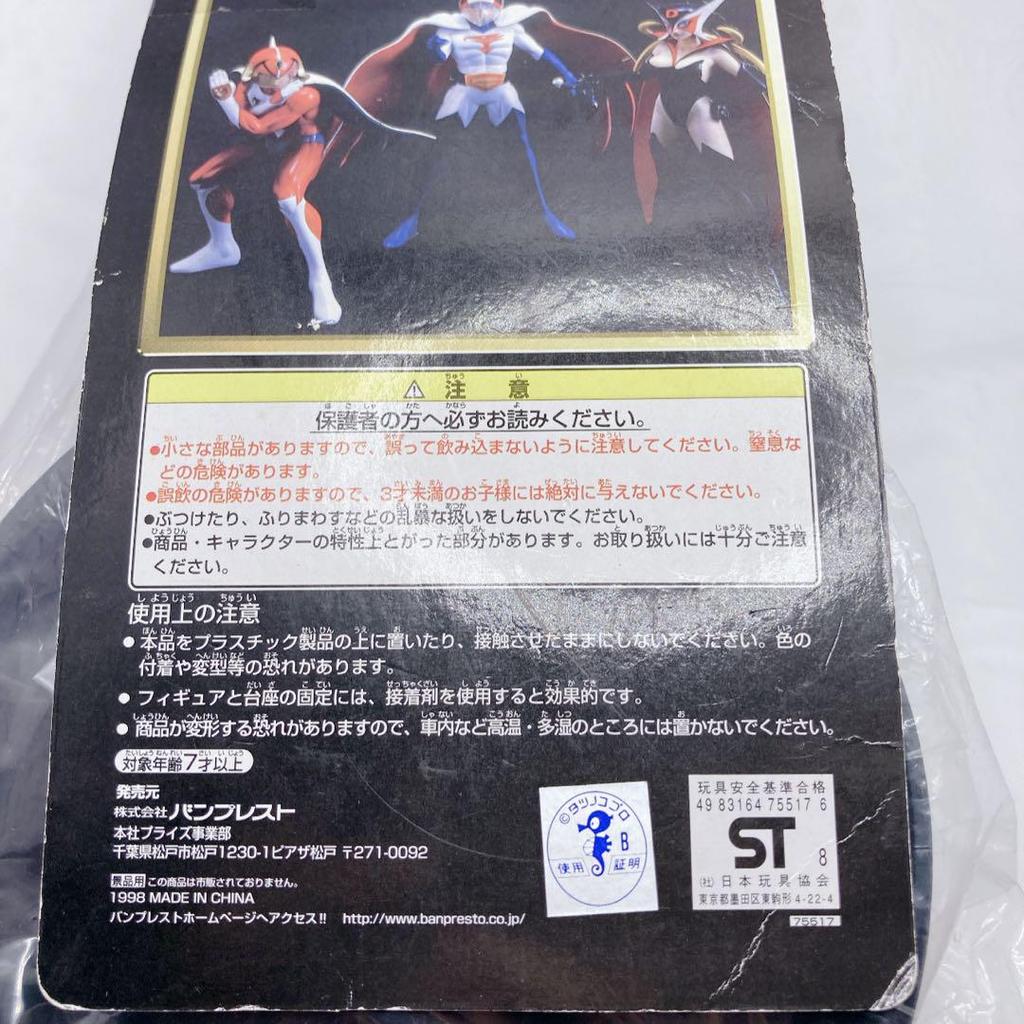 注意
保護者の方へ必ずお読みください。
●小さな部品がありますので、誤って飲み込まないように注意してください。窒息な
どの危険があります。
●誤飲の危険がありますので、3才未満のお子様には絶対に与えないでください。
●ぶつけたり、ふりまわすなどの乱暴な扱いをしないでください。
●商品・キャラクターの特性上とがった部分があります。お取り扱いには十分ご注意
ください。
使用上の注意
●本品をプラスチック製品の上に置いたり、接触させたままにしないでください。色の
付着や変型等の恐れがあります。
●フィギュアと台座の固定には、接着剤を使用すると効果的です。
●商品が変形する恐れがありますので、車内など高温・多湿のところには置かないでください。
対象年齢7才以上
発売元
株式会社バンプレスト
本社プライズ事業部
千葉県松戸市松戸1230-1ピアザ松戸 〒271-0092
景品用 この商品は市販されておりません。
1998 MADE IN CHINA
バンプレストホームページへアクセス!! http://www.banpresto.co.jp/
©タツノコプロ
B
使用 証明
玩具安全基準合格
49 83164 75517 6
ST 8
(社)日本玩具協会
東京都墨田区東駒形 4-22-4
75517